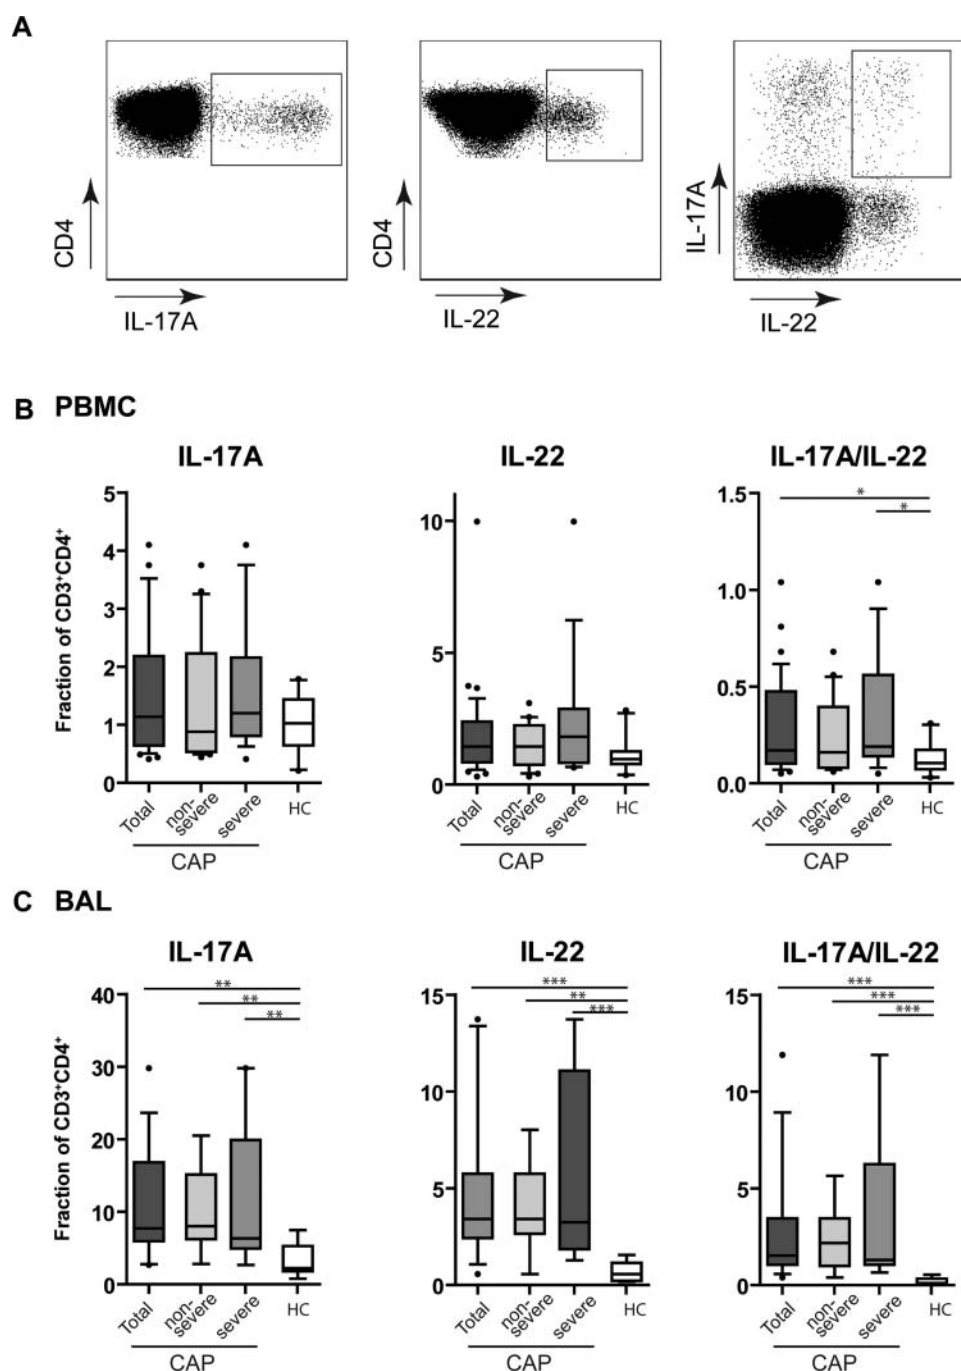 A
CD4
IL-17A
CD4
IL-22
IL-17A
IL-22
B PBMC
IL-17A
IL-22
IL-17A/IL-22
Fraction of CD3⁺CD4⁺
5
4
3
2
1
0
10
5
0
1.5
1.0
0.5
0.0
*
*
Total
non-severe
severe
HC
CAP
Total
non-severe
severe
HC
CAP
Total
non-severe
severe
HC
CAP
C BAL
IL-17A
IL-22
IL-17A/IL-22
Fraction of CD3⁺CD4⁺
40
30
20
10
0
**
**
**
15
10
5
0
***
**
***
15
10
5
0
***
***
***
Total
non-severe
severe
HC
CAP
Total
non-severe
severe
HC
CAP
Total
non-severe
severe
HC
CAP